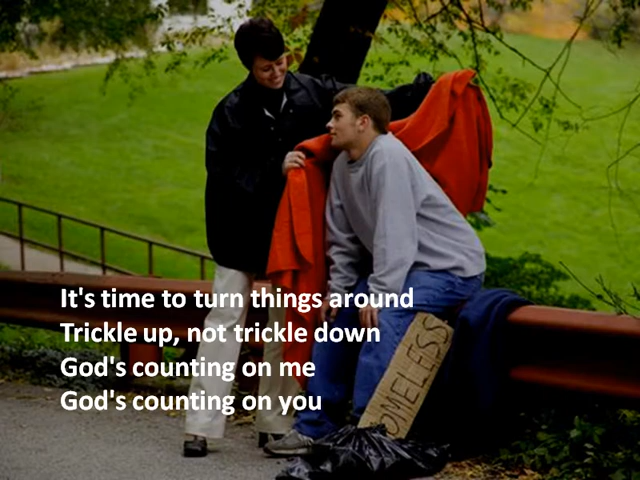 It's time to turn things around
Trickle up, not trickle down
God's counting on me
God's counting on you
OMELESS